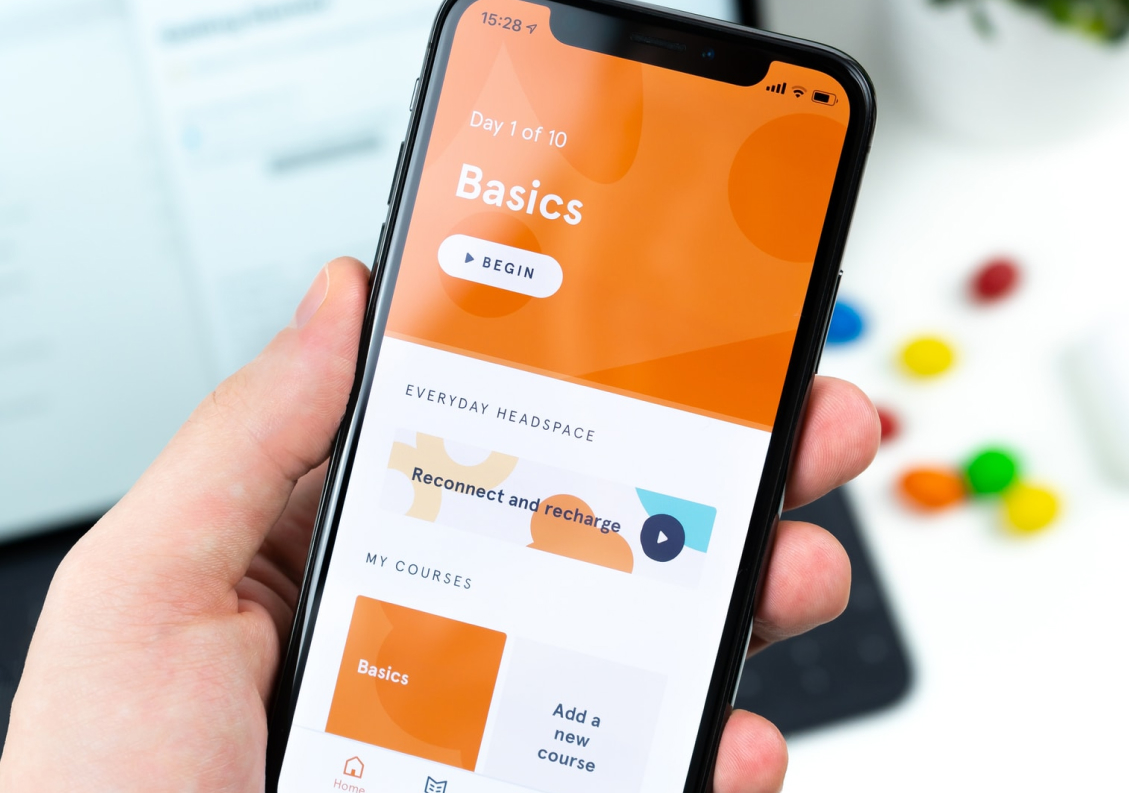 15:28
Day 1 of 10
Basics
BEGIN
EVERYDAY HEADSPACE
Reconnect and recharge
MY COURSES
Basics
Add a
new
course
Home